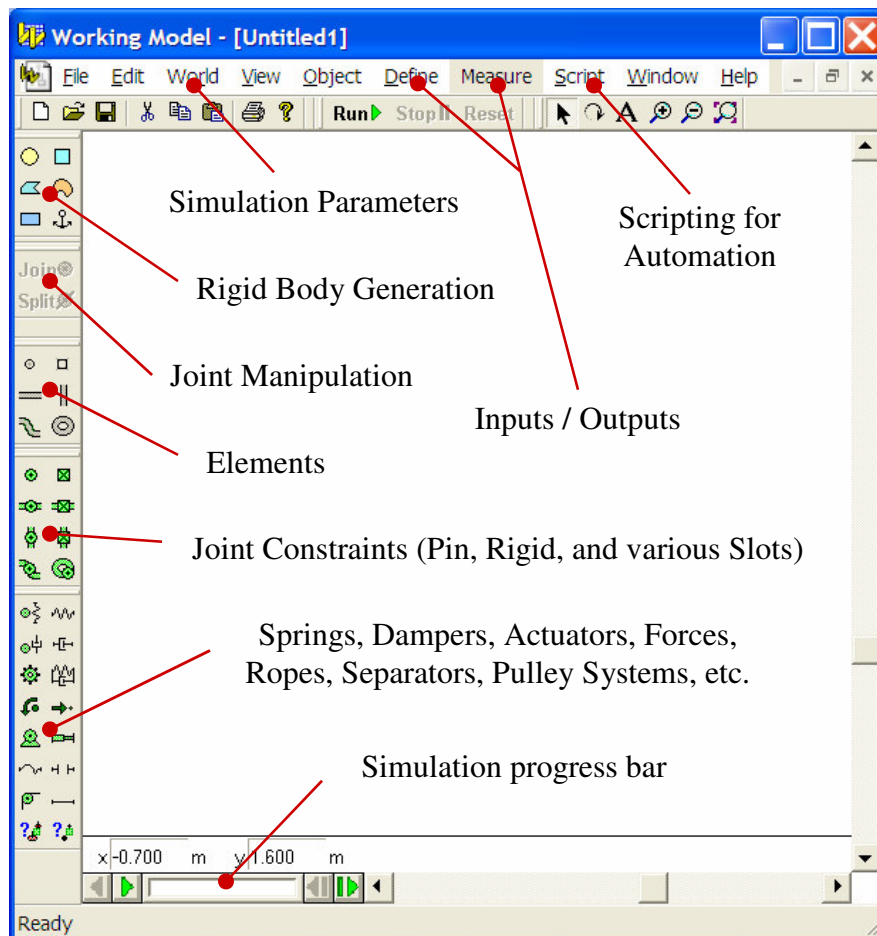 Working Model - [Untitled1]
File Edit World View Object Define Measure Script Window Help
Run Stop Reset A
Simulation Parameters
Scripting for
Automation
Join
Split
Rigid Body Generation
Joint Manipulation
Inputs / Outputs
Elements
Joint Constraints (Pin, Rigid, and various Slots)
Springs, Dampers, Actuators, Forces,
Ropes, Separators, Pulley Systems, etc.
Simulation progress bar
x -0.700 m y 1.600 m
Ready